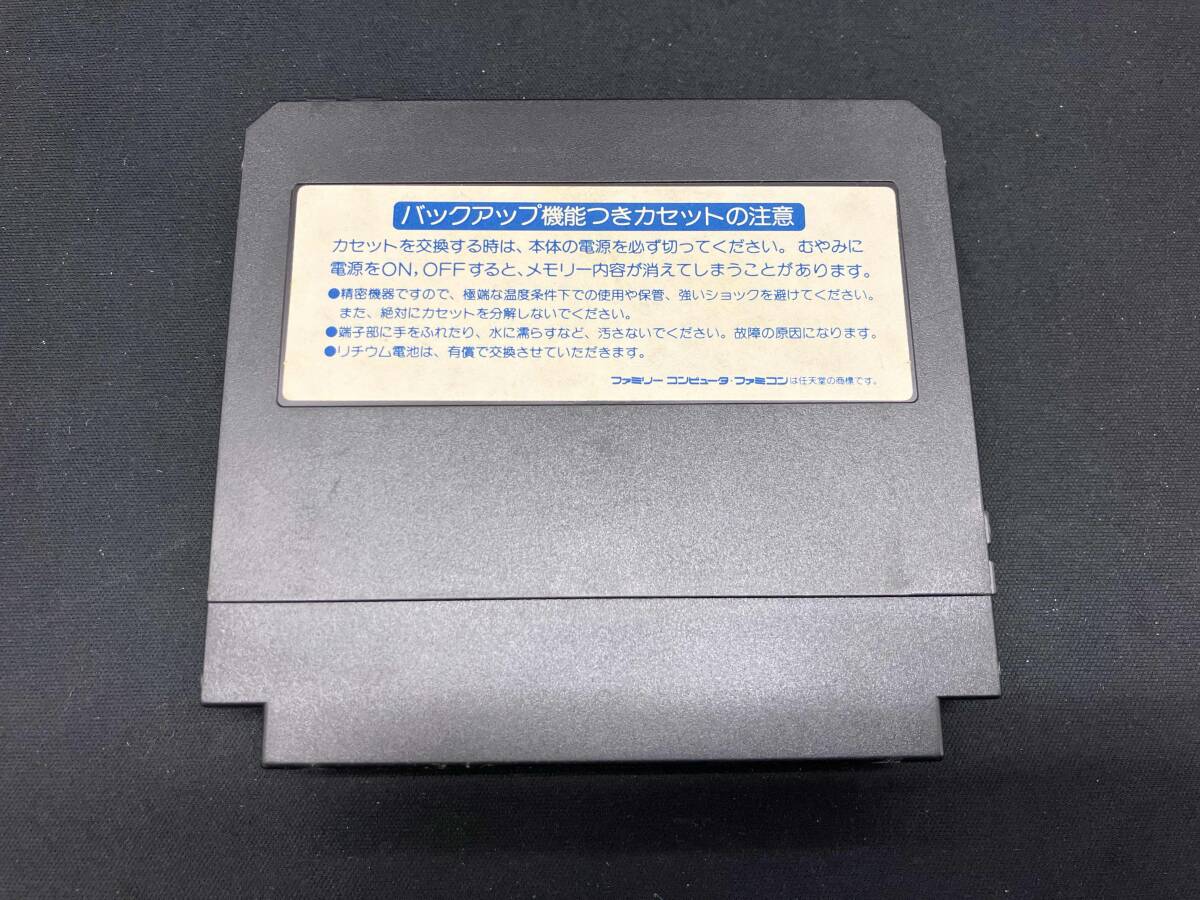 バックアップ機能つきカセットの注意
カセットを交換する時は、本体の電源を必ず切ってください。むやみに
電源をON,OFFすると、メモリー内容が消えてしまうことがあります。
●精密機器ですので、極端な温度条件下での使用や保管、強いショックを避けてください。
また、絶対にカセットを分解しないでください。
●端子部に手をふれたり、水に濡らすなど、汚さないでください。故障の原因になります。
●リチウム電池は、有償で交換させていただきます。
ファミリー コンピュータ・ファミコンは任天堂の商標です。